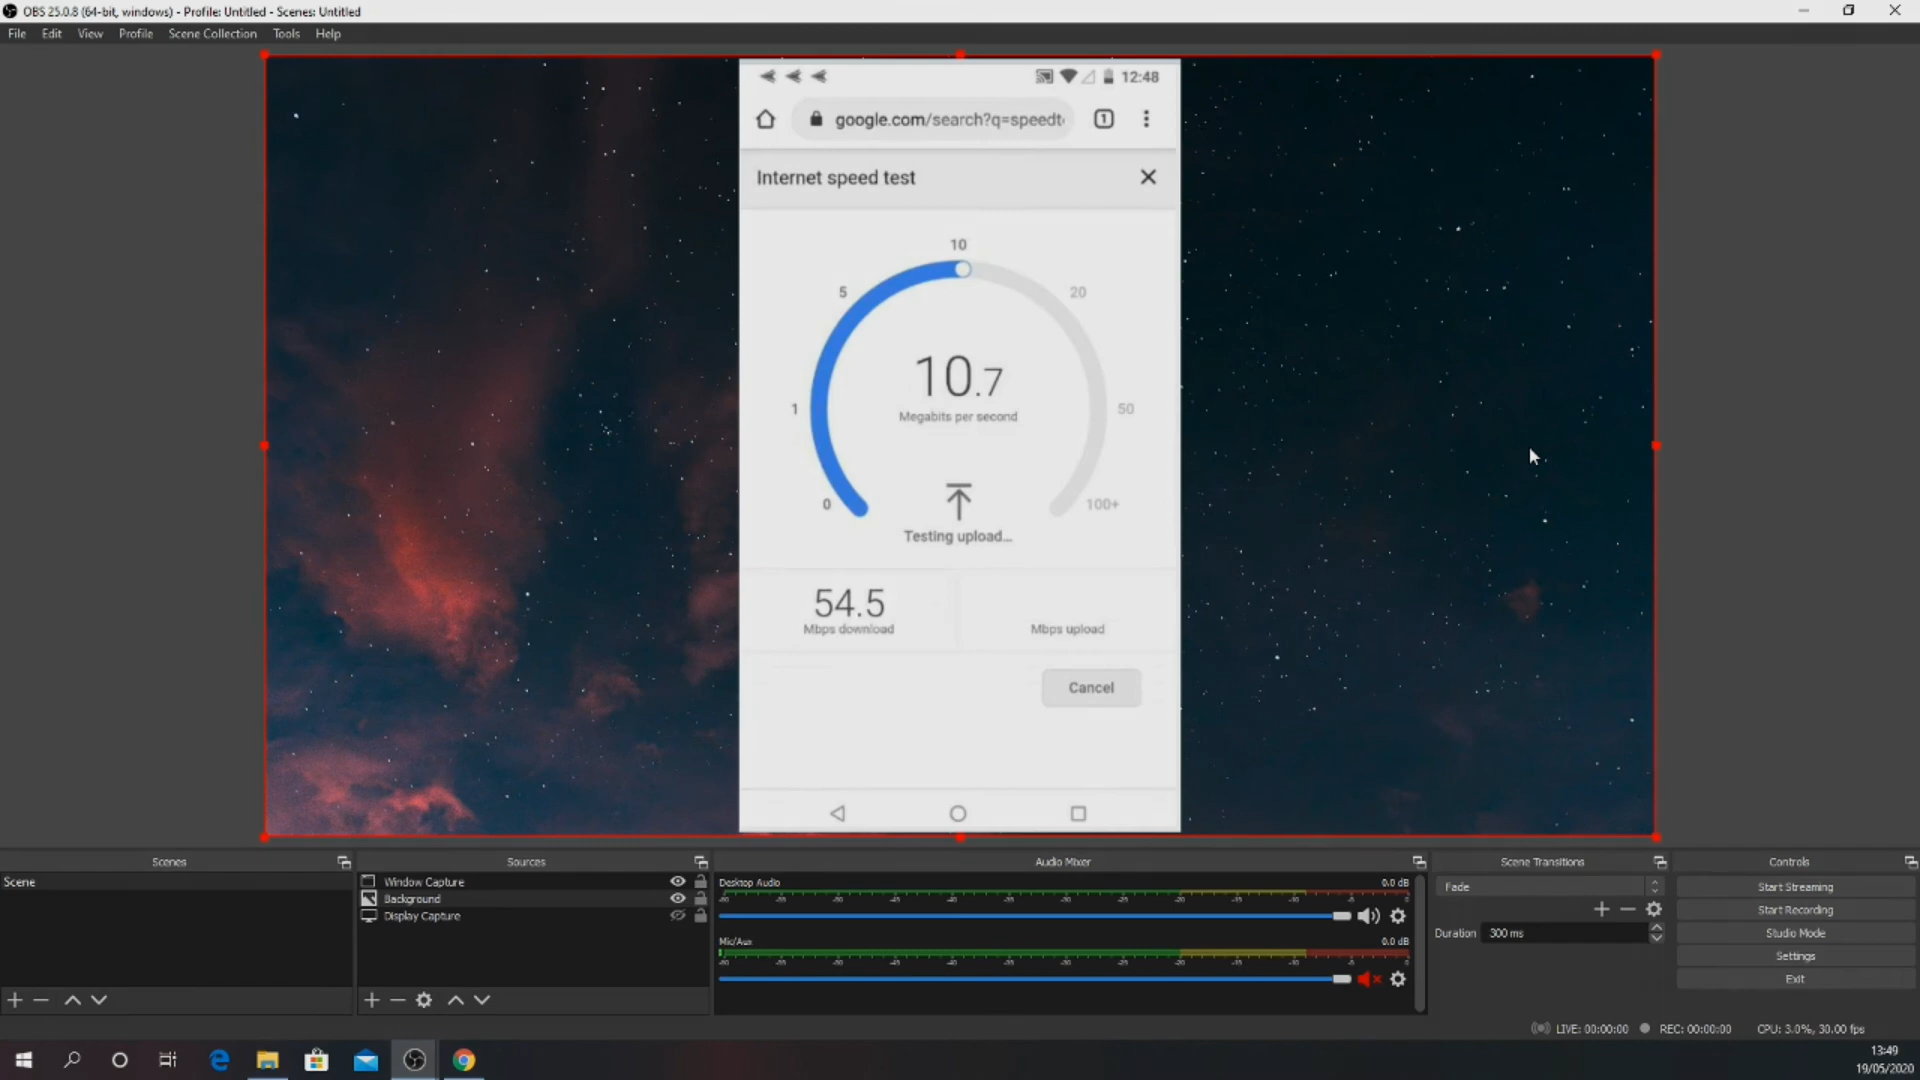 OBS 25.0.8 (64-bit, windows) - Profile: Untitled - Scenes: Untitled
File Edit View Profile Scene Collection Tools Help
12:48
google.com/search?q=speedt
1
Internet speed test
10
5
20
10.7
Megabits per second
1
50
0
100+
Testing upload...
54.5
Mbps download
Mbps upload
Cancel
Scenes
Sources
Audio Mixer
Scene Transitions
Controls
Scene
Window Capture
Background
Display Capture
Desktop Audio
0.0 dB
Mic/Aux
0.0 dB
Fade
Duration 300 ms
Start Streaming
Start Recording
Studio Mode
Settings
Exit
LIVE: 00:00:00
REC: 00:00:00
CPU: 3.0%, 30.00 fps
13:49
19/05/2020